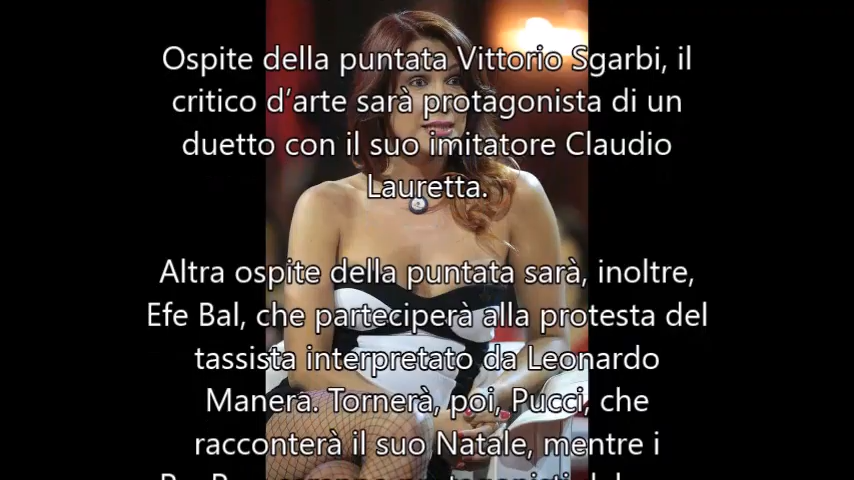 Ospite della puntata Vittorio Sgarbi, il
critico d’arte sarà protagonista di un
duetto con il suo imitatore Claudio
Lauretta.
Altra ospite della puntata sarà, inoltre,
Efe Bal, che parteciperà alla protesta del
tassista interpretato da Leonardo
Manera. Tornerà, poi, Pucci, che
racconterà il suo Natale, mentre i